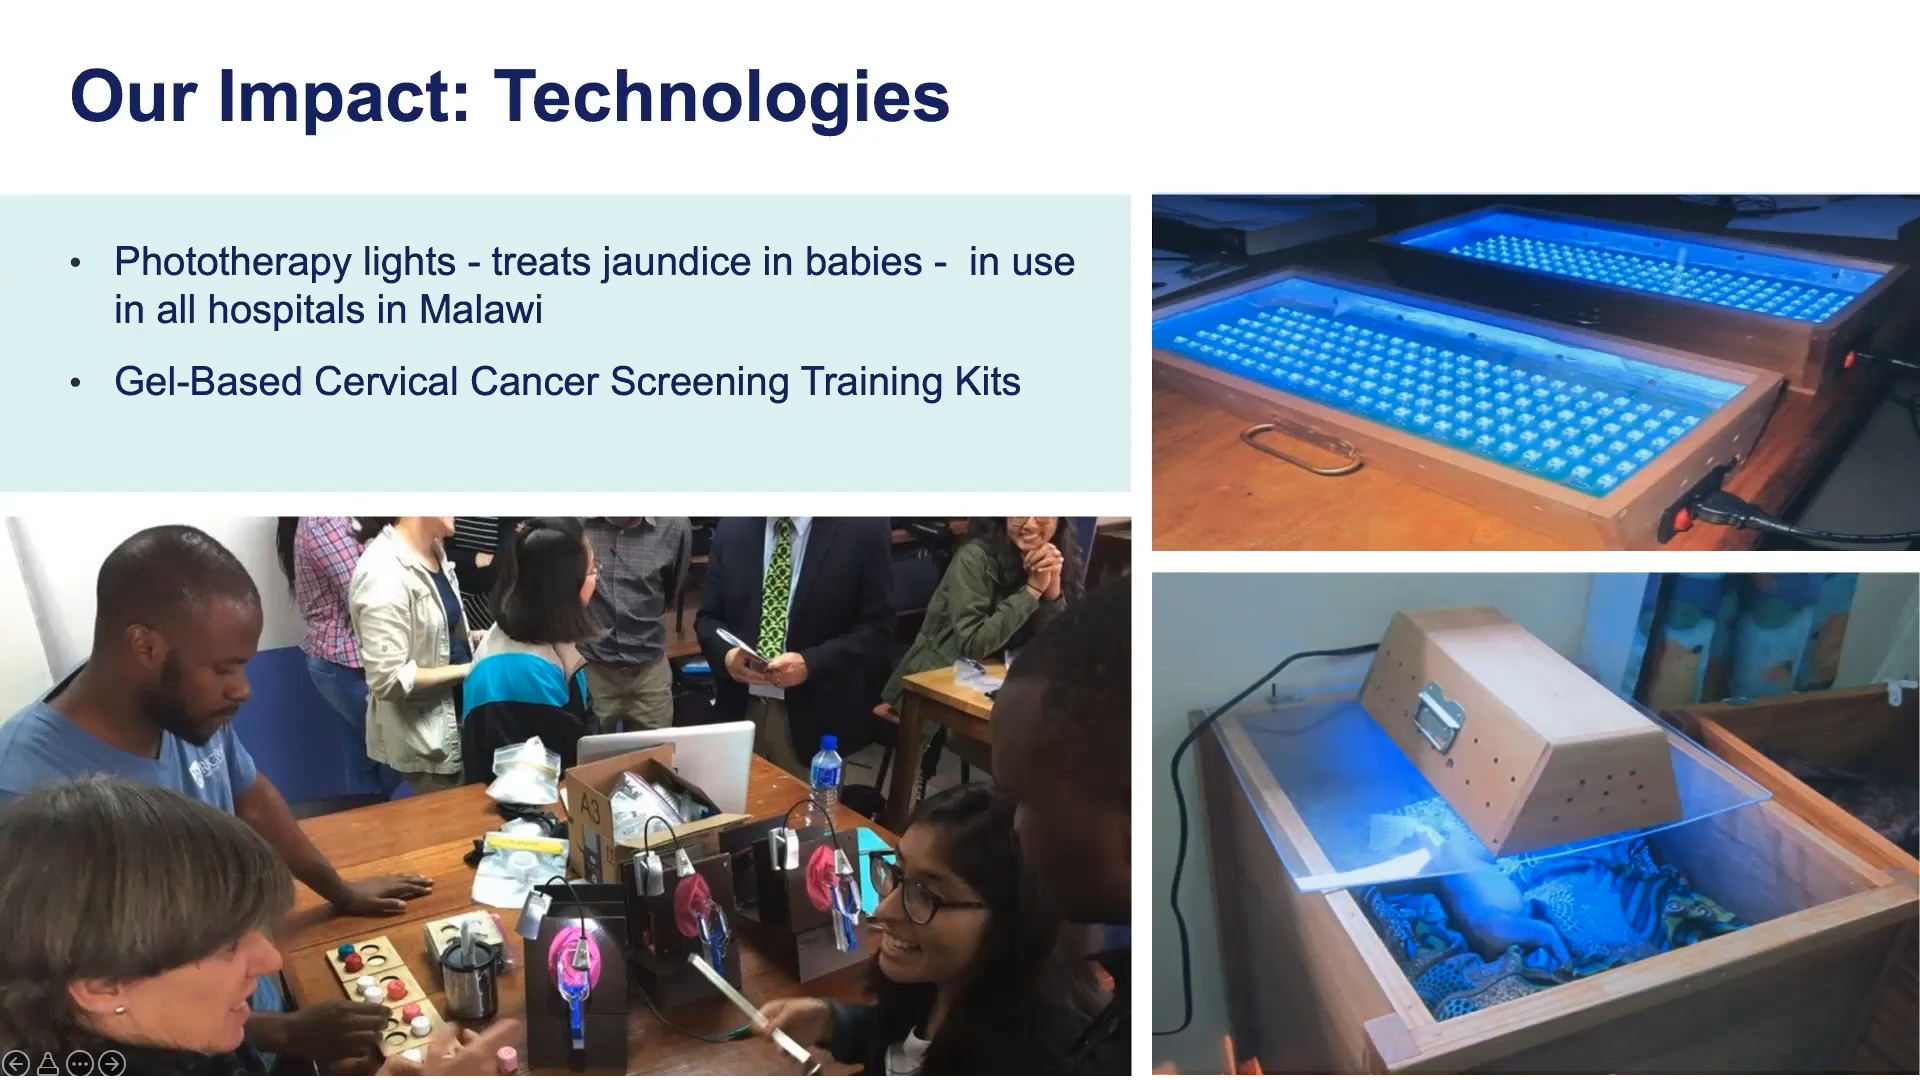 Our Impact: Technologies
• Phototherapy lights - treats jaundice in babies -  in use
in all hospitals in Malawi
• Gel-Based Cervical Cancer Screening Training Kits
A3